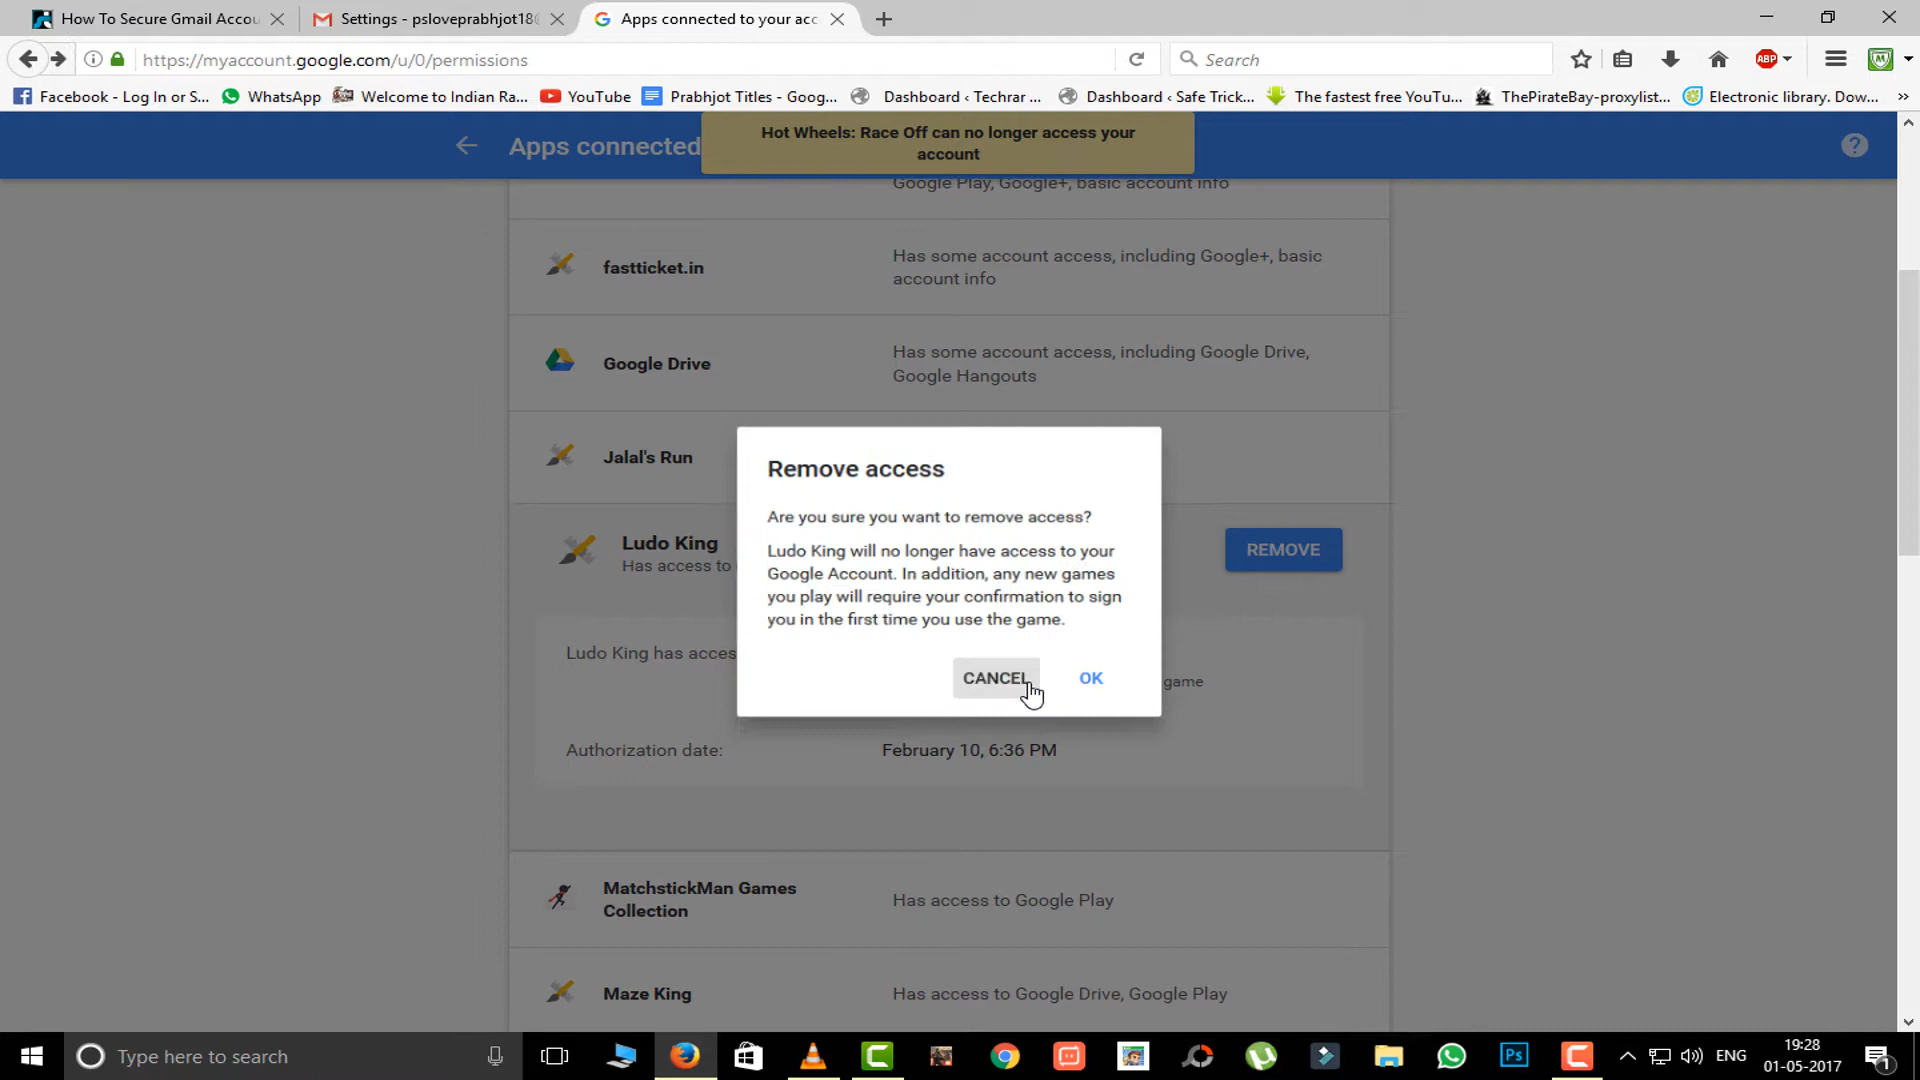 How To Secure Gmail Accou
Settings - psloveprabhjot18@
Apps connected to your acc
https://myaccount.google.com/u/0/permissions
Search
ABP
Facebook - Log In or S...
WhatsApp
Welcome to Indian Ra...
YouTube
Prabhjot Titles - Goog...
Dashboard ‹ Techrar ...
Dashboard ‹ Safe Trick...
The fastest free YouTu...
ThePirateBay-proxylist...
Electronic library. Dow...
Apps connected
Hot Wheels: Race Off can no longer access your
account
Google Play, Google+, basic account info
fastticket.in
Has some account access, including Google+, basic
account info
Google Drive
Has some account access, including Google Drive,
Google Hangouts
Jalal's Run
Ludo King
Has access to
REMOVE
Remove access
Are you sure you want to remove access?
Ludo King will no longer have access to your
Google Account. In addition, any new games
you play will require your confirmation to sign
you in the first time you use the game.
CANCEL
OK
Ludo King has acces
game
Authorization date:
February 10, 6:36 PM
MatchstickMan Games
Collection
Has access to Google Play
Maze King
Has access to Google Drive, Google Play
Type here to search
Ps
ENG
19:28
01-05-2017
1